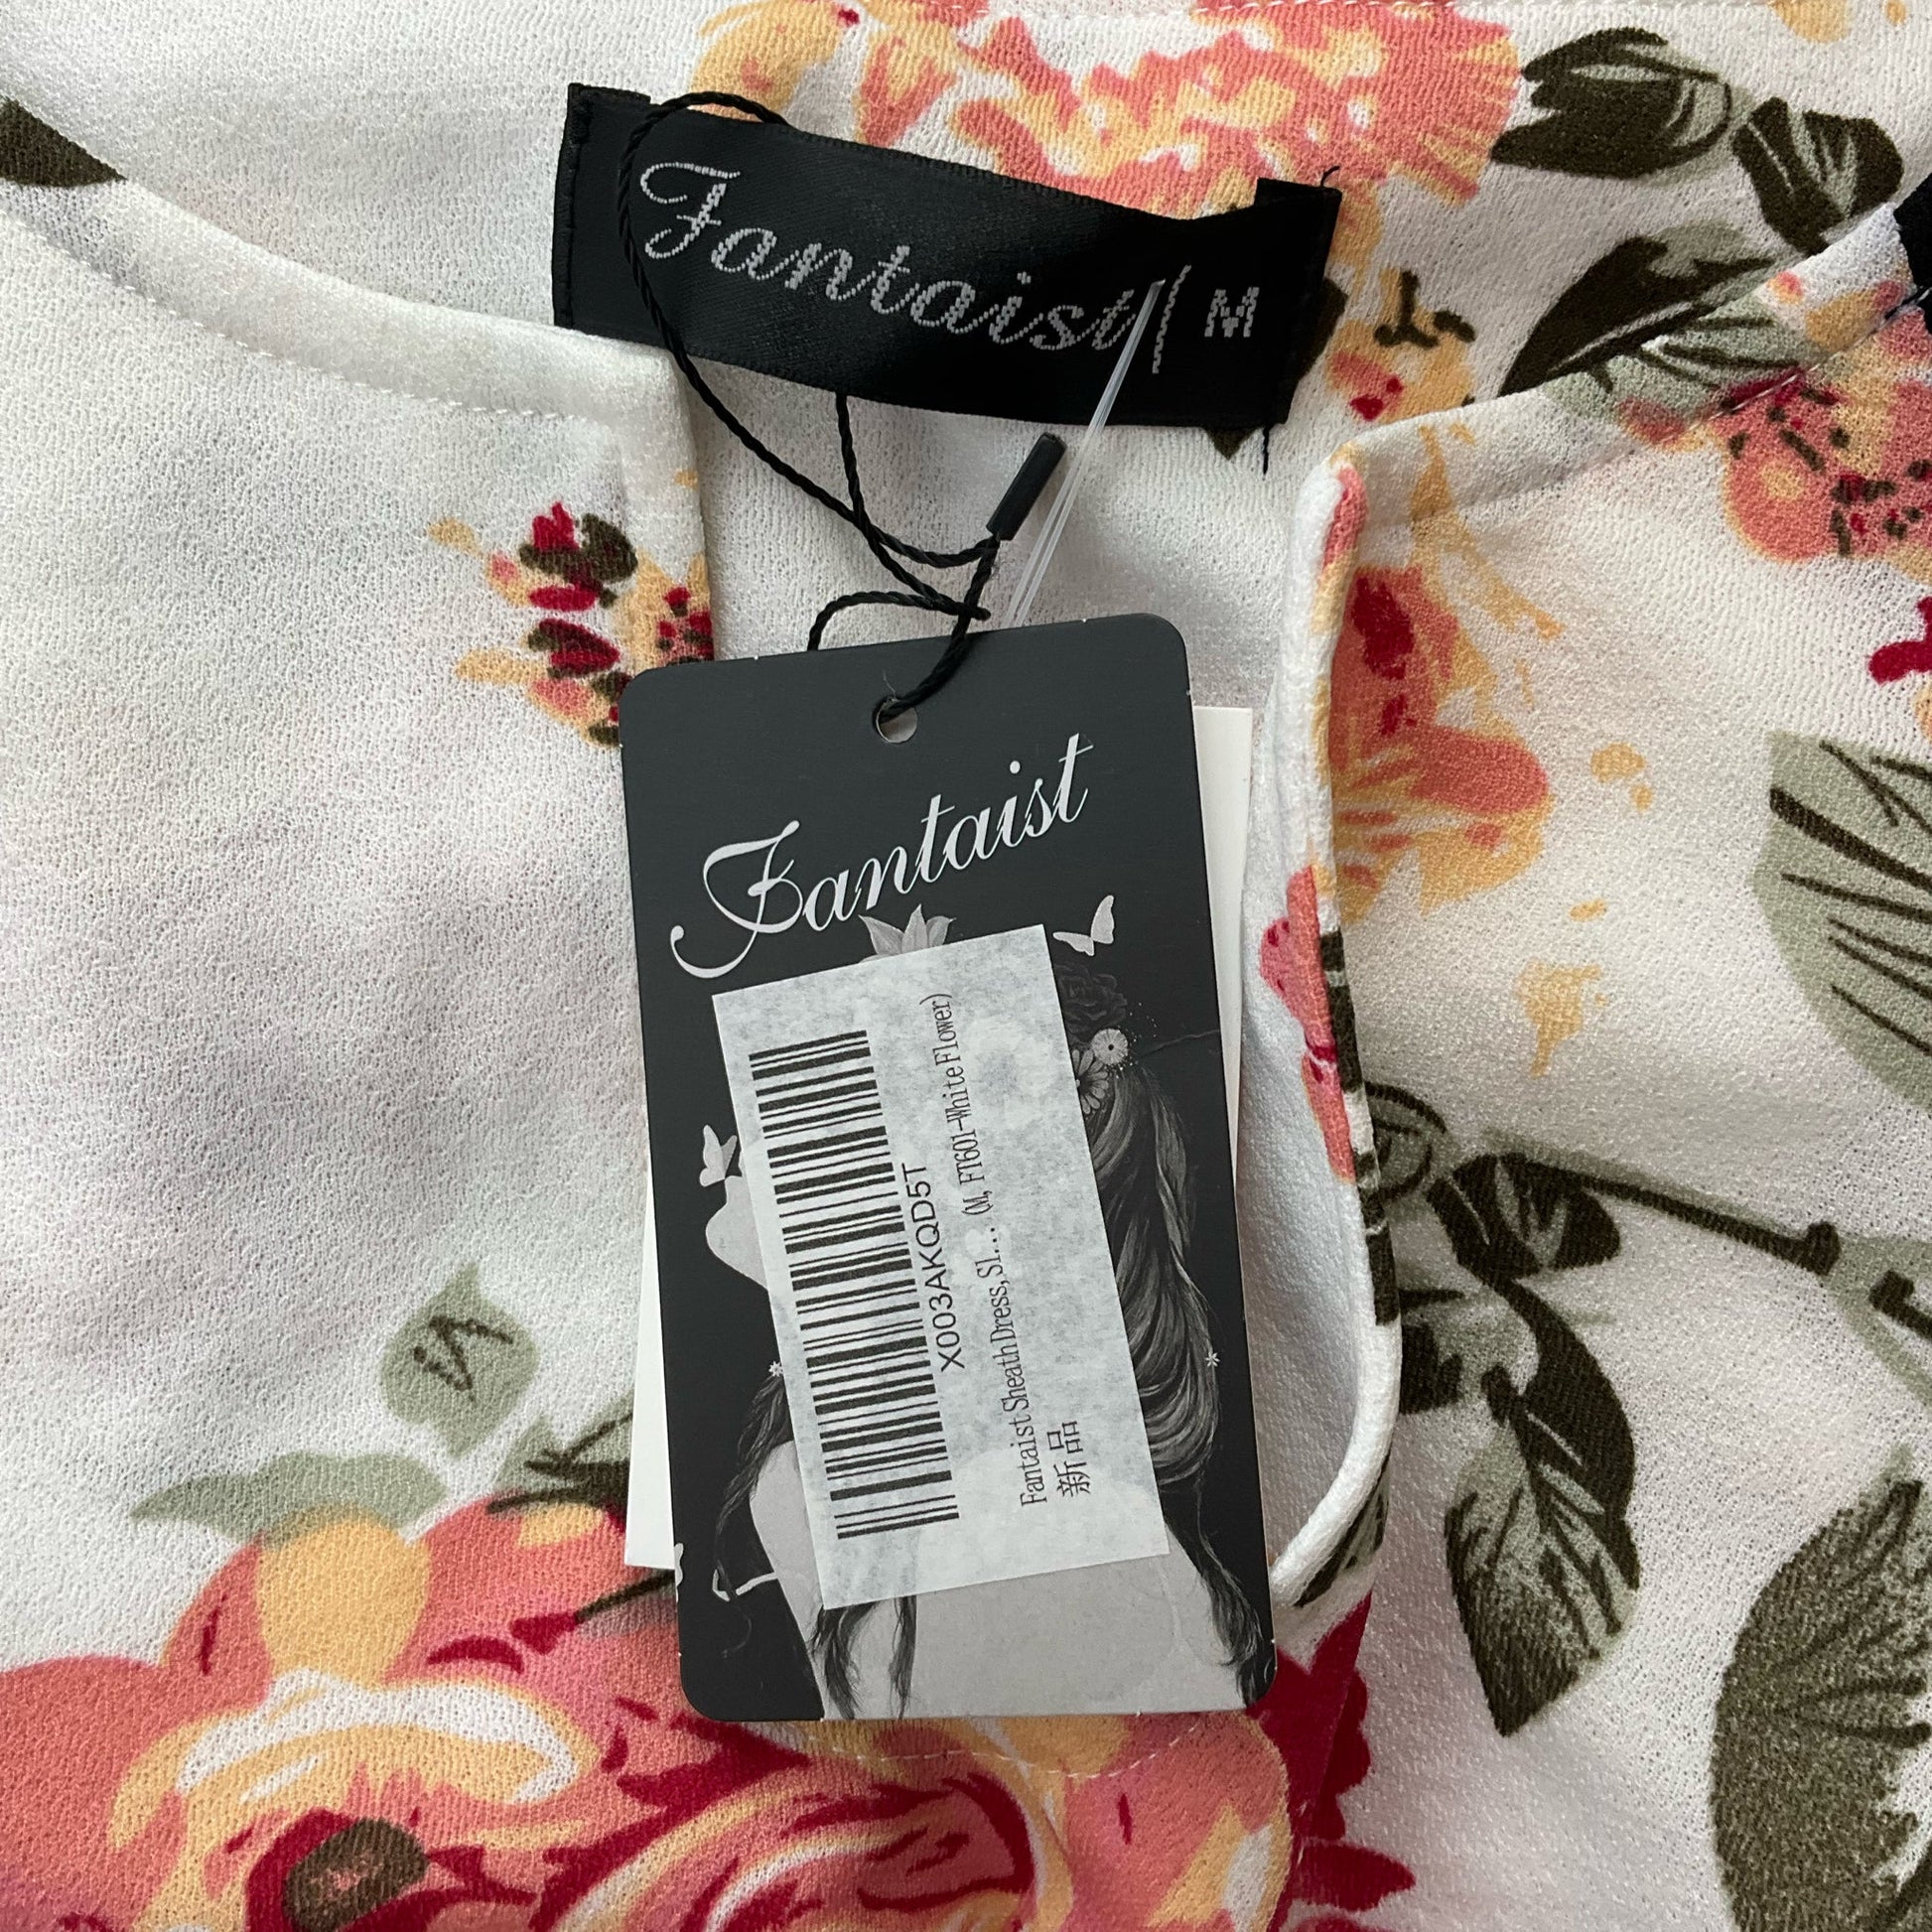 Fantaist M
Fantaist
X003AKQD5T
Fantaist Sheath Dress, Sl... (M, FT601-White Flower)
新品